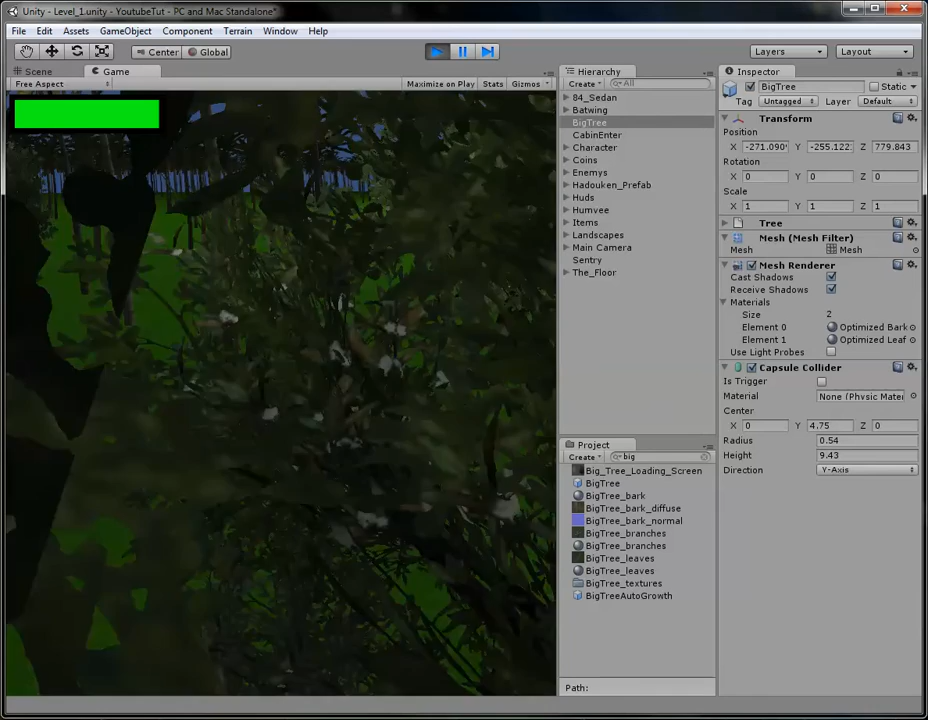 Unity - Level_1.unity - YoutubeTut - PC and Mac Standalone*
File Edit Assets GameObject Component Terrain Window Help
Center Global Layers Layout
Scene Game
Free Aspect Maximize on Play Stats Gizmos
Hierarchy
Create All
84_Sedan
Batwing
BigTree
CabinEnter
Character
Coins
Enemys
Hadouken_Prefab
Huds
Humvee
Items
Landscapes
Main Camera
Sentry
The_Floor
Project
Create big
Big_Tree_Loading_Screen
BigTree
BigTree_bark
BigTree_bark_diffuse
BigTree_bark_normal
BigTree_branches
BigTree_branches
BigTree_leaves
BigTree_leaves
BigTree_textures
BigTreeAutoGrowth
Path:
Inspector
BigTree Static
Tag Untagged Layer Default
Transform
Position
X -271.090 Y -255.122 Z 779.843
Rotation
X 0 Y 0 Z 0
Scale
X 1 Y 1 Z 1
Tree
Mesh (Mesh Filter)
Mesh Mesh
Mesh Renderer
Cast Shadows
Receive Shadows
Materials
Size 2
Element 0 Optimized Bark
Element 1 Optimized Leaf
Use Light Probes
Capsule Collider
Is Trigger
Material None (Physic Mater
Center
X 0 Y 4.75 Z 0
Radius 0.54
Height 9.43
Direction Y-Axis